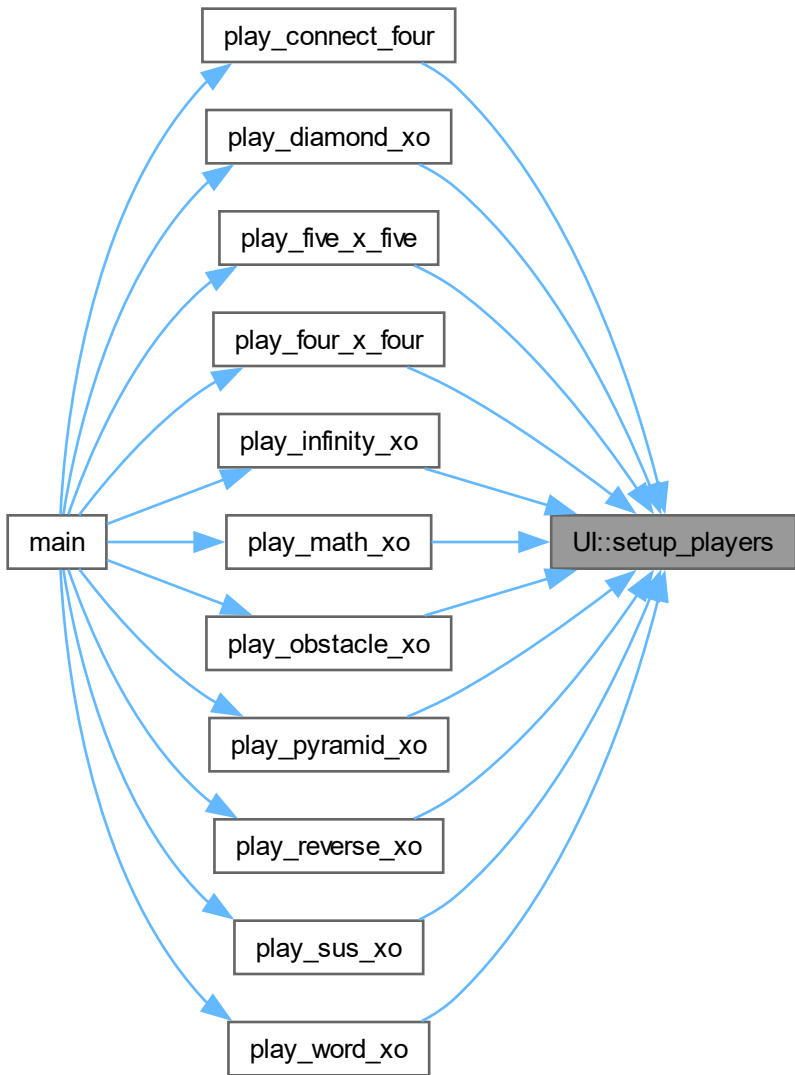 play_connect_four
play_diamond_xo
play_five_x_five
play_four_x_four
play_infinity_xo
main
play_math_xo
UI::setup_players
play_obstacle_xo
play_pyramid_xo
play_reverse_xo
play_sus_xo
play_word_xo